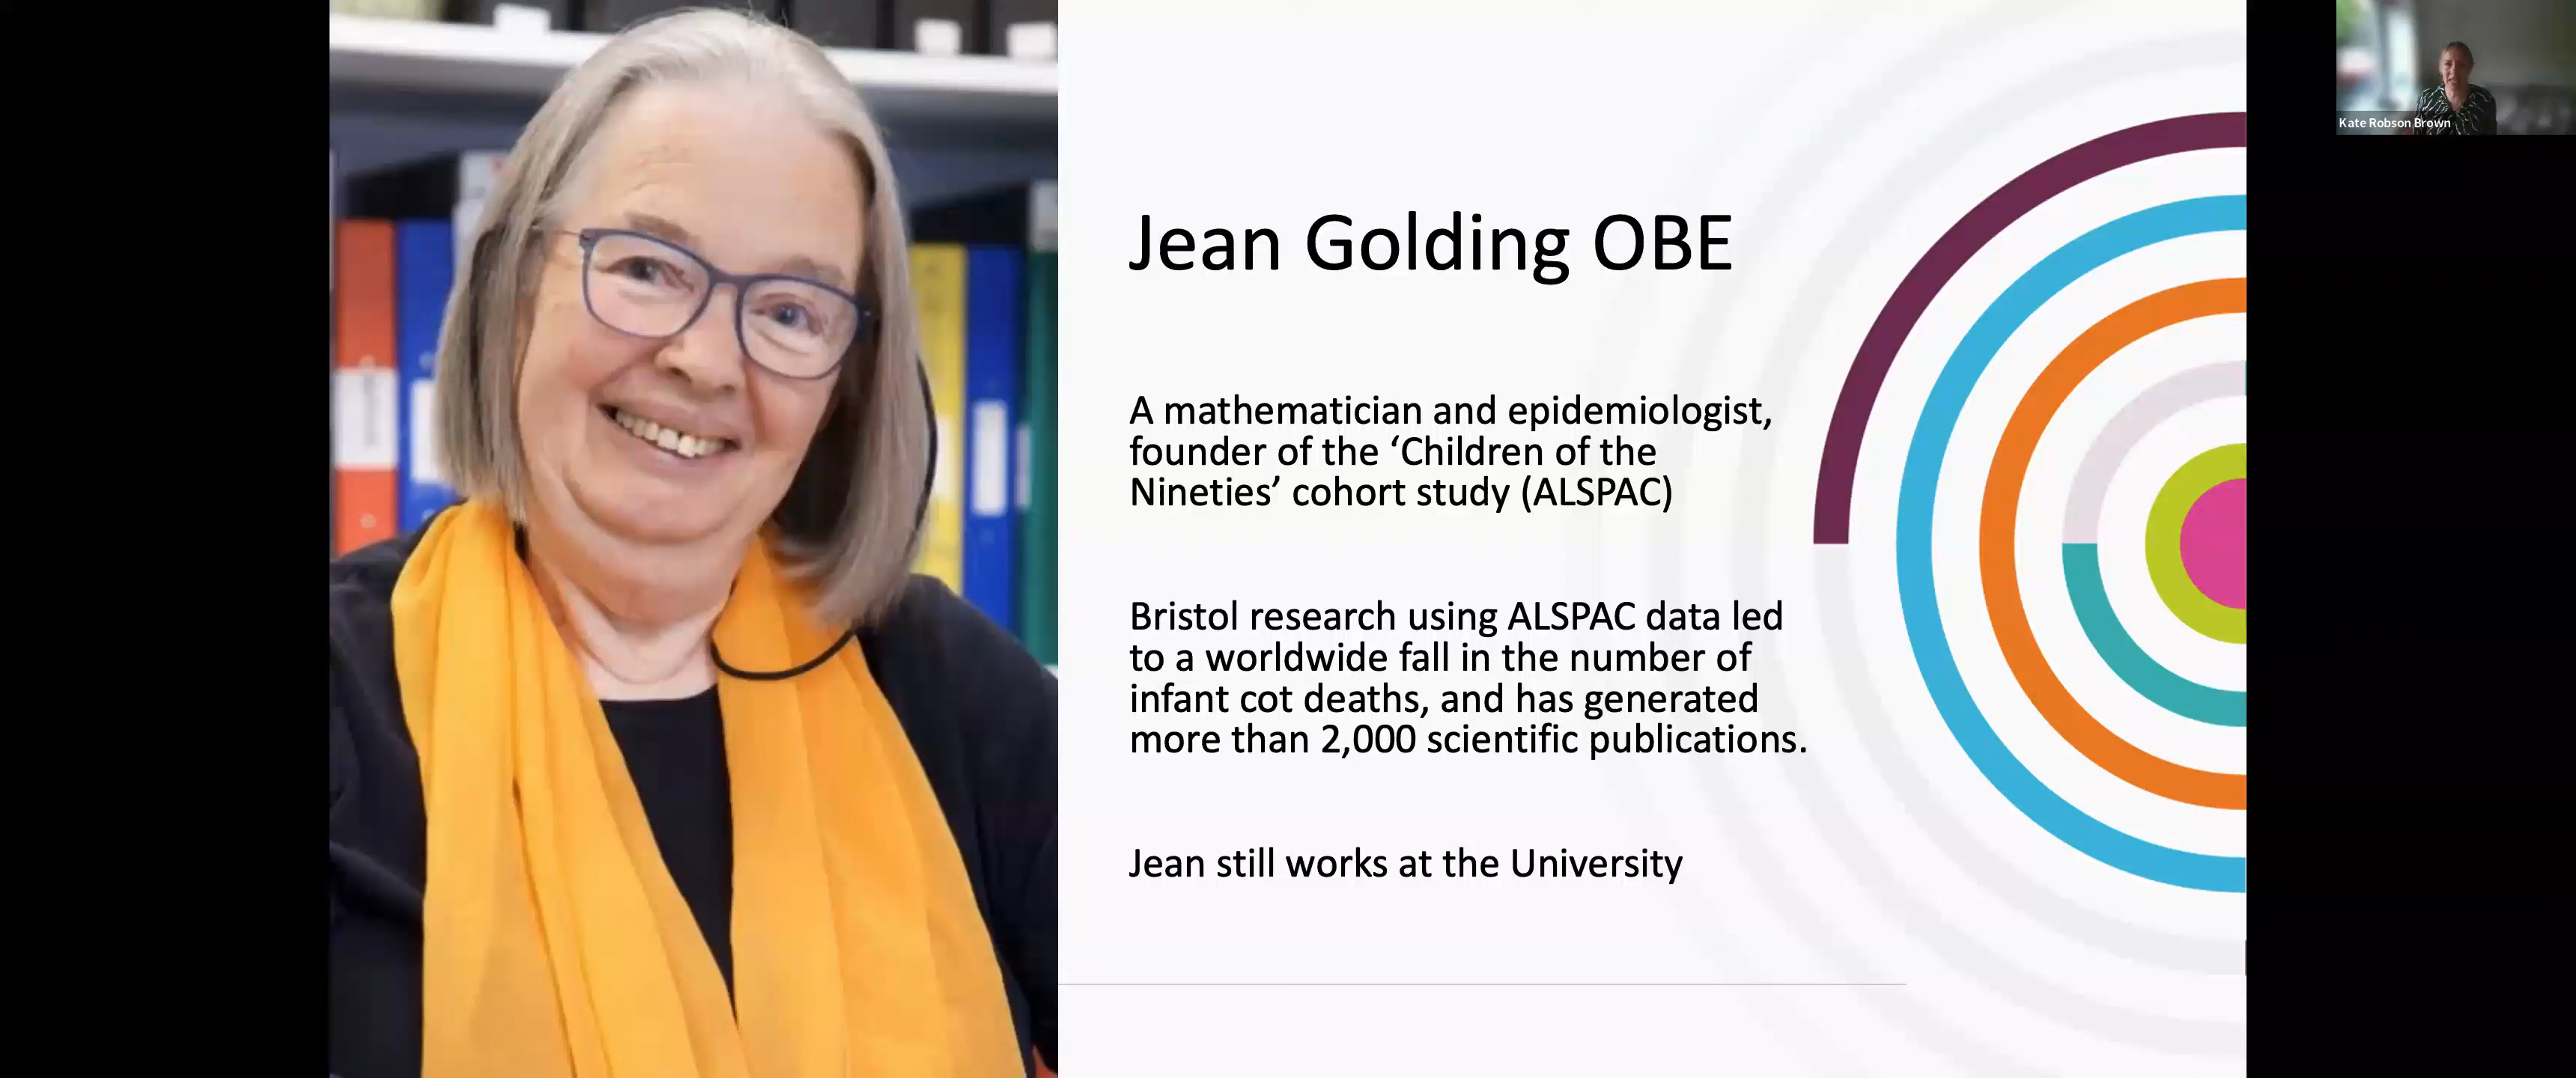 Jean Golding OBE
A mathematician and epidemiologist,
founder of the ‘Children of the
Nineties’ cohort study (ALSPAC)
Bristol research using ALSPAC data led
to a worldwide fall in the number of
infant cot deaths, and has generated
more than 2,000 scientific publications.
Jean still works at the University
Kate Robson Brown